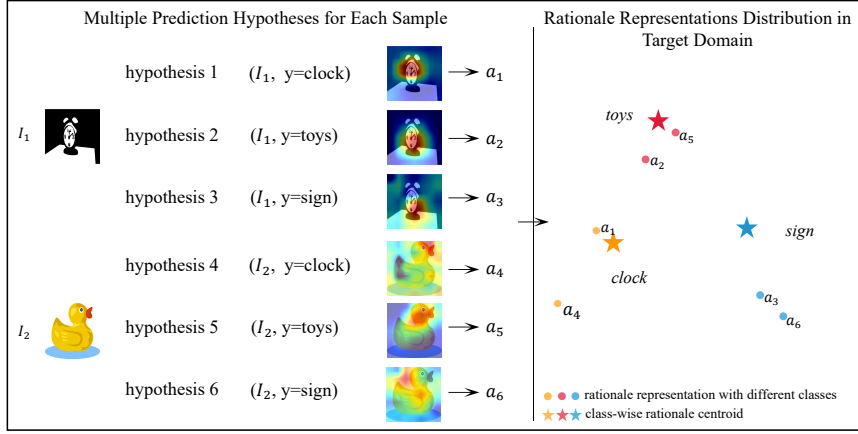 Multiple Prediction Hypotheses for Each Sample
hypothesis 1 (I₁, y=clock) a₁
I₁ hypothesis 2 (I₁, y=toys) a₂
hypothesis 3 (I₁, y=sign) a₃
hypothesis 4 (I₂, y=clock) a₄
I₂ hypothesis 5 (I₂, y=toys) a₅
hypothesis 6 (I₂, y=sign) a₆
Rationale Representations Distribution in
Target Domain
toys
a₅
a₂
a₁
sign
clock
a₃
a₄
a₆
rationale representation with different classes
class-wise rationale centroid